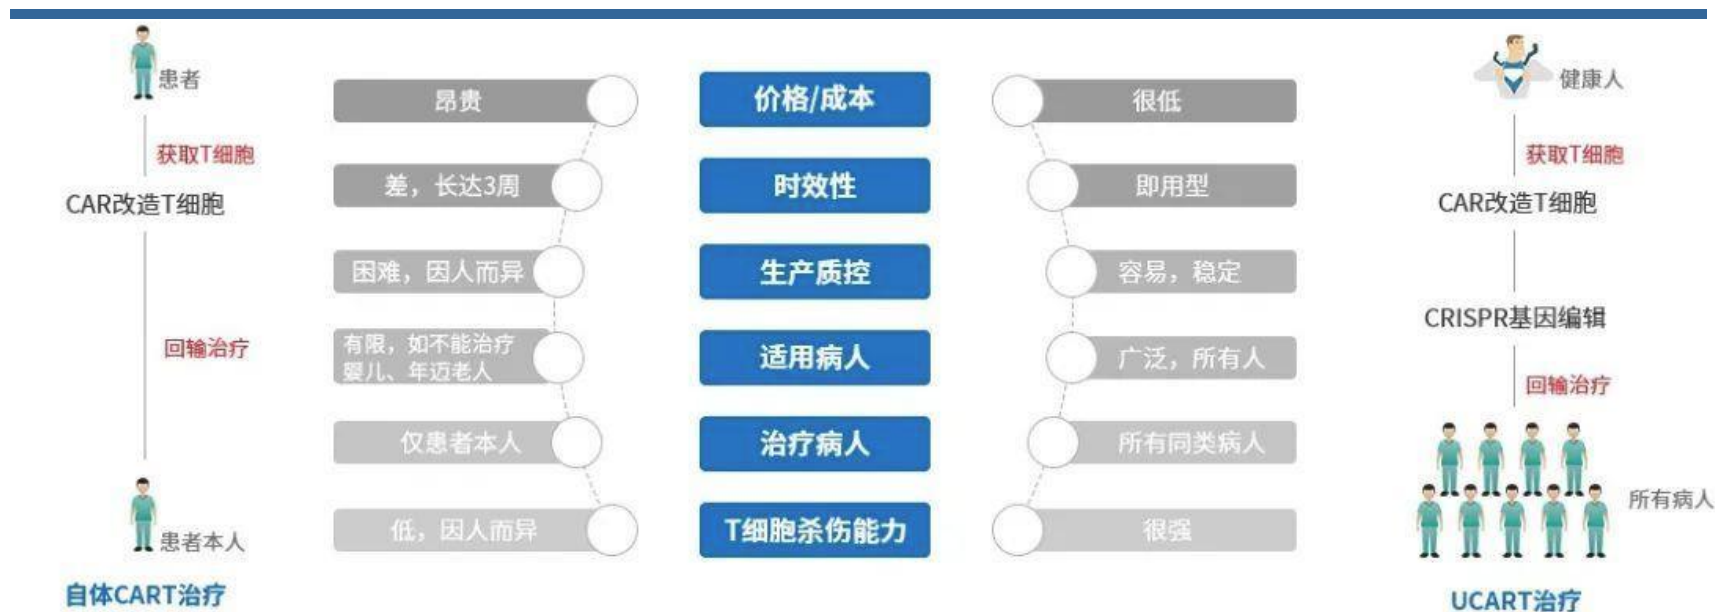 患者
获取T细胞
CAR改造T细胞
回输治疗
患者本人
自体CART治疗
昂贵
价格/成本
很低
差，长达3周
时效性
即用型
困难，因人而异
生产质控
容易，稳定
有限，如不能治疗
婴儿、年迈老人
适用病人
广泛，所有人
仅患者本人
治疗病人
所有同类病人
低，因人而异
T细胞杀伤能力
很强
健康人
获取T细胞
CAR改造T细胞
CRISPR基因编辑
回输治疗
所有病人
UCART治疗